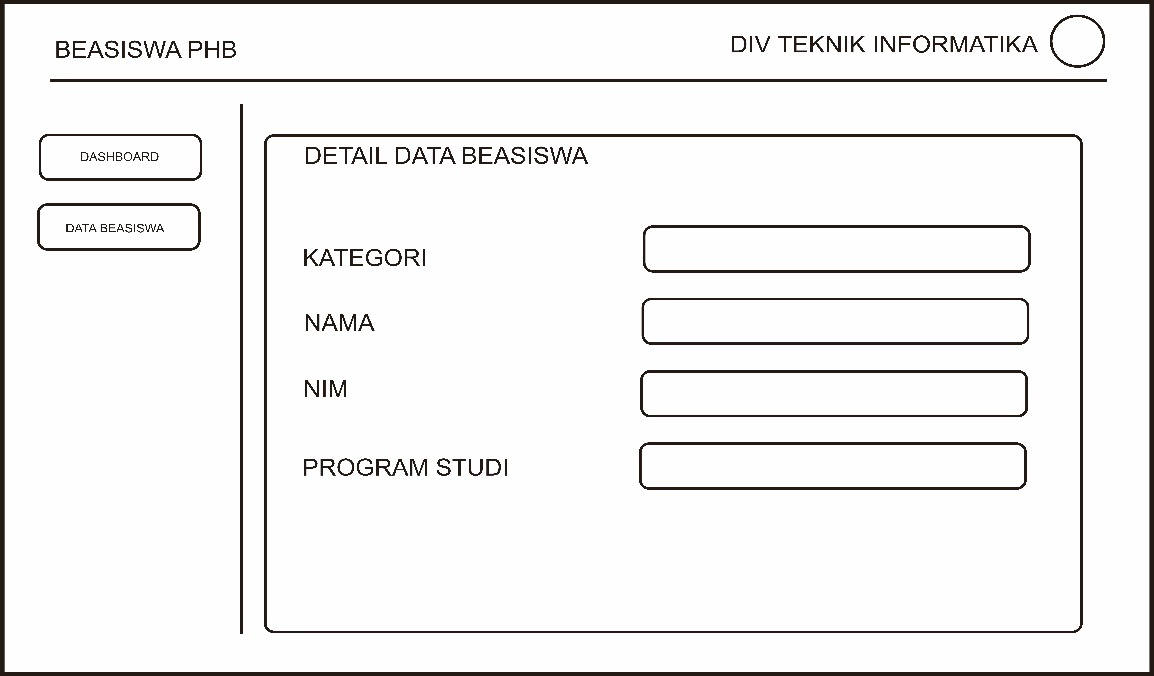 BEASISWA PHB
DIV TEKNIK INFORMATIKA
DASHBOARD
DATA BEASISWA
DETAIL DATA BEASISWA
KATEGORI
NAMA
NIM
PROGRAM STUDI